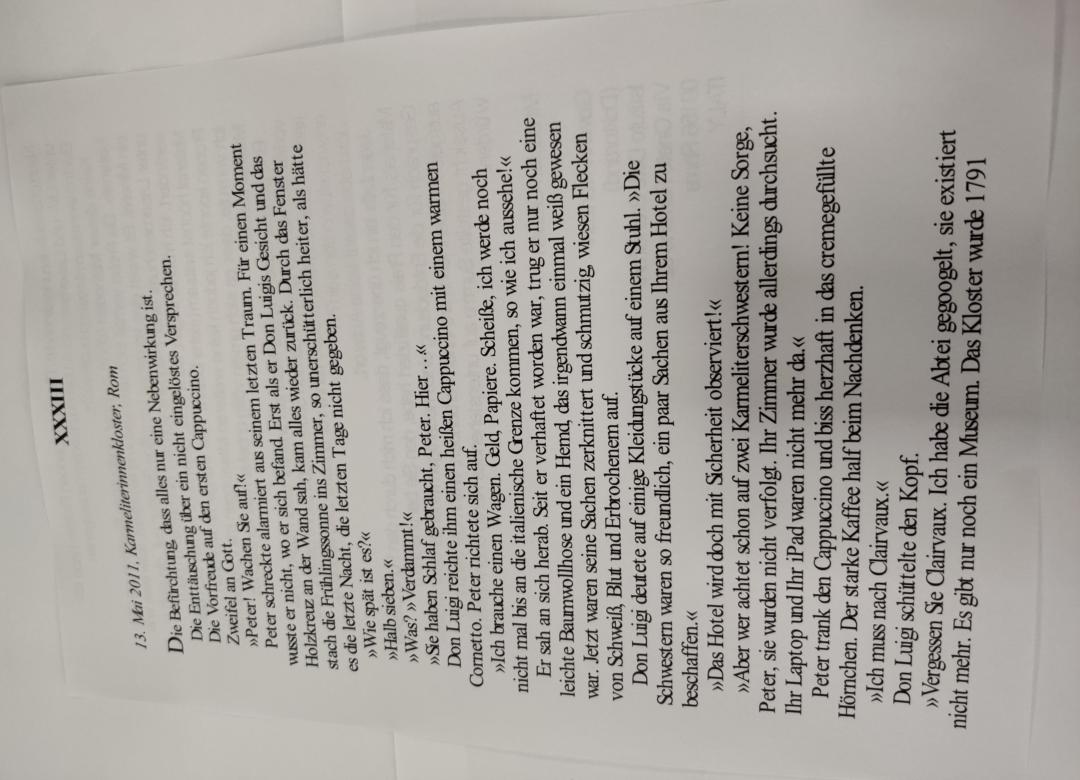 XXXIII
13. Mai 2011, Karmeliterinnenkloster, Rom
Die Befürchtung, dass alles nur eine Nebenwirkung ist.
Die Enttäuschung über ein nicht eingelöstes Versprechen.
Die Vorfreude auf den ersten Cappuccino.
Zweifel an Gott.
»Peter! Wachen Sie auf!«
Peter schreckte alarmiert aus seinem letzten Traum. Für einen Moment
wusste er nicht, wo er sich befand. Erst als er Don Luigis Gesicht und das
Holzkreuz an der Wand sah, kam alles wieder zurück. Durch das Fenster
stach die Frühlingssonne ins Zimmer, so unerschütterlich heiter, als hätte
es die letzte Nacht, die letzten Tage nicht gegeben.
»Wie spät ist es?«
»Halb sieben.«
»Was? »Verdammt!«
»Sie haben Schlaf gebraucht, Peter. Hier …«
Don Luigi reichte ihm einen heißen Cappuccino mit einem warmen
Cornetto. Peter richtete sich auf.
»Ich brauche einen Wagen. Geld, Papiere. Scheiße, ich werde noch
nicht mal bis an die italienische Grenze kommen, so wie ich aussehe!«
Er sah an sich herab. Seit er verhaftet worden war, trug er nur noch eine
leichte Baumwollhose und ein Hemd, das irgendwann einmal weiß gewesen
war. Jetzt waren seine Sachen zerknittert und schmutzig, wiesen Flecken
von Schweiß, Blut und Erbrochenem auf.
Don Luigi deutete auf einige Kleidungstücke auf einem Stuhl. »Die
Schwestern waren so freundlich, ein paar Sachen aus Ihrem Hotel zu
beschaffen.«
»Das Hotel wird doch mit Sicherheit observiert!«
»Aber wer achtet schon auf zwei Karmeliterschwestern! Keine Sorge,
Peter, sie wurden nicht verfolgt. Ihr Zimmer wurde allerdings durchsucht.
Ihr Laptop und Ihr iPad waren nicht mehr da.«
Peter trank den Cappuccino und biss herzhaft in das cremegefüllte
Hörnchen. Der starke Kaffee half beim Nachdenken.
»Ich muss nach Clairvaux.«
Don Luigi schüttelte den Kopf.
»Vergessen Sie Clairvaux. Ich habe die Abtei gegoogelt, sie existiert
nicht mehr. Es gibt nur noch ein Museum. Das Kloster wurde 1791